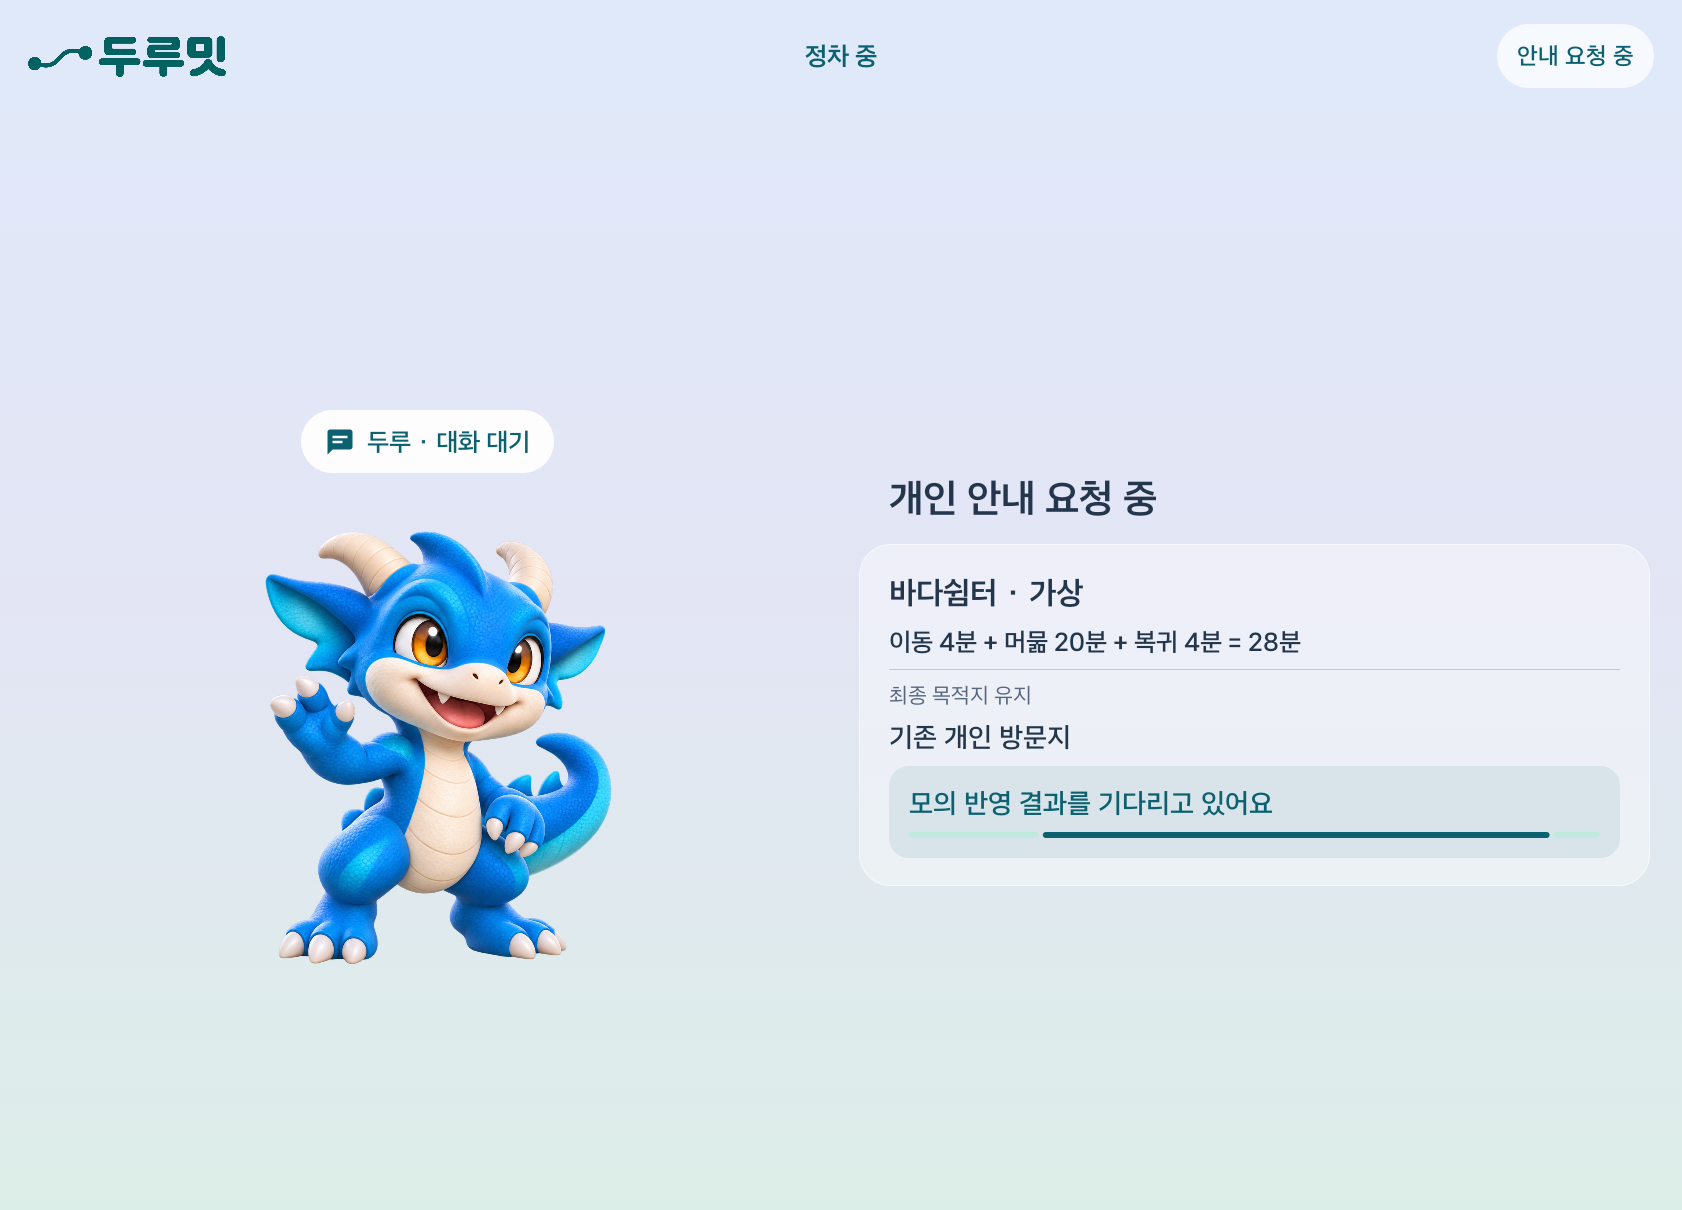 두루밋
정차 중
안내 요청 중
두루 · 대화 대기
개인 안내 요청 중
바다쉼터 · 가상
이동 4분 + 머묾 20분 + 복귀 4분 = 28분
최종 목적지 유지
기존 개인 방문지
모의 반영 결과를 기다리고 있어요